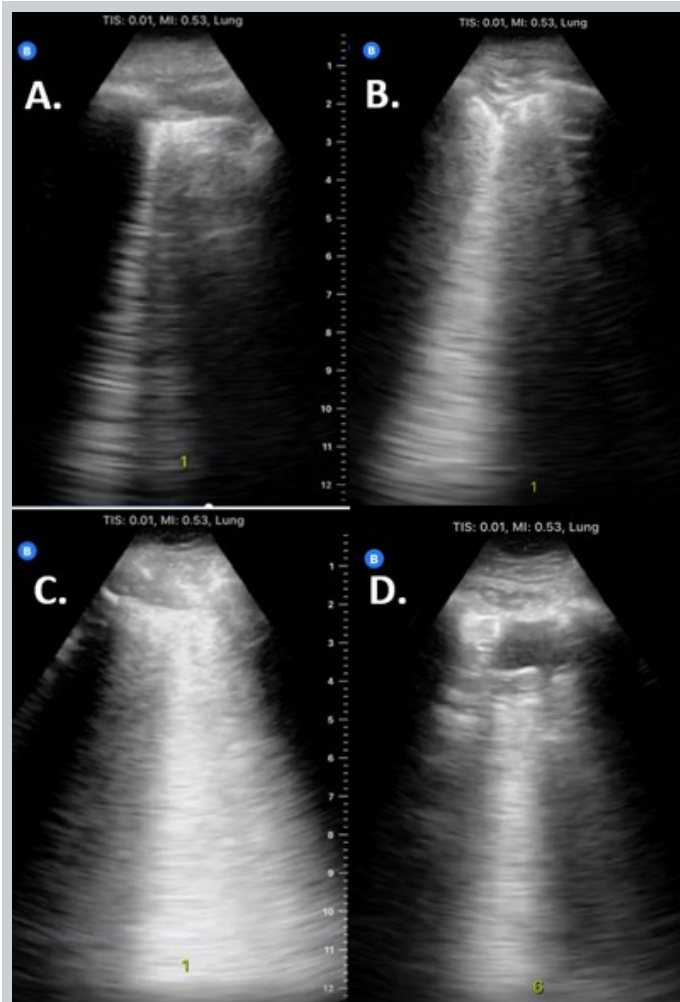 TIS: 0.01, MI: 0.53, Lung
B
A.
1
2
3
4
5
6
7
8
9
10
11
12
1
TIS: 0.01, MI: 0.53, Lung
B
B.
1
TIS: 0.01, MI: 0.53, Lung
B
C.
1
2
3
4
5
6
7
8
9
10
11
12
1
TIS: 0.01, MI: 0.53, Lung
B
D.
6